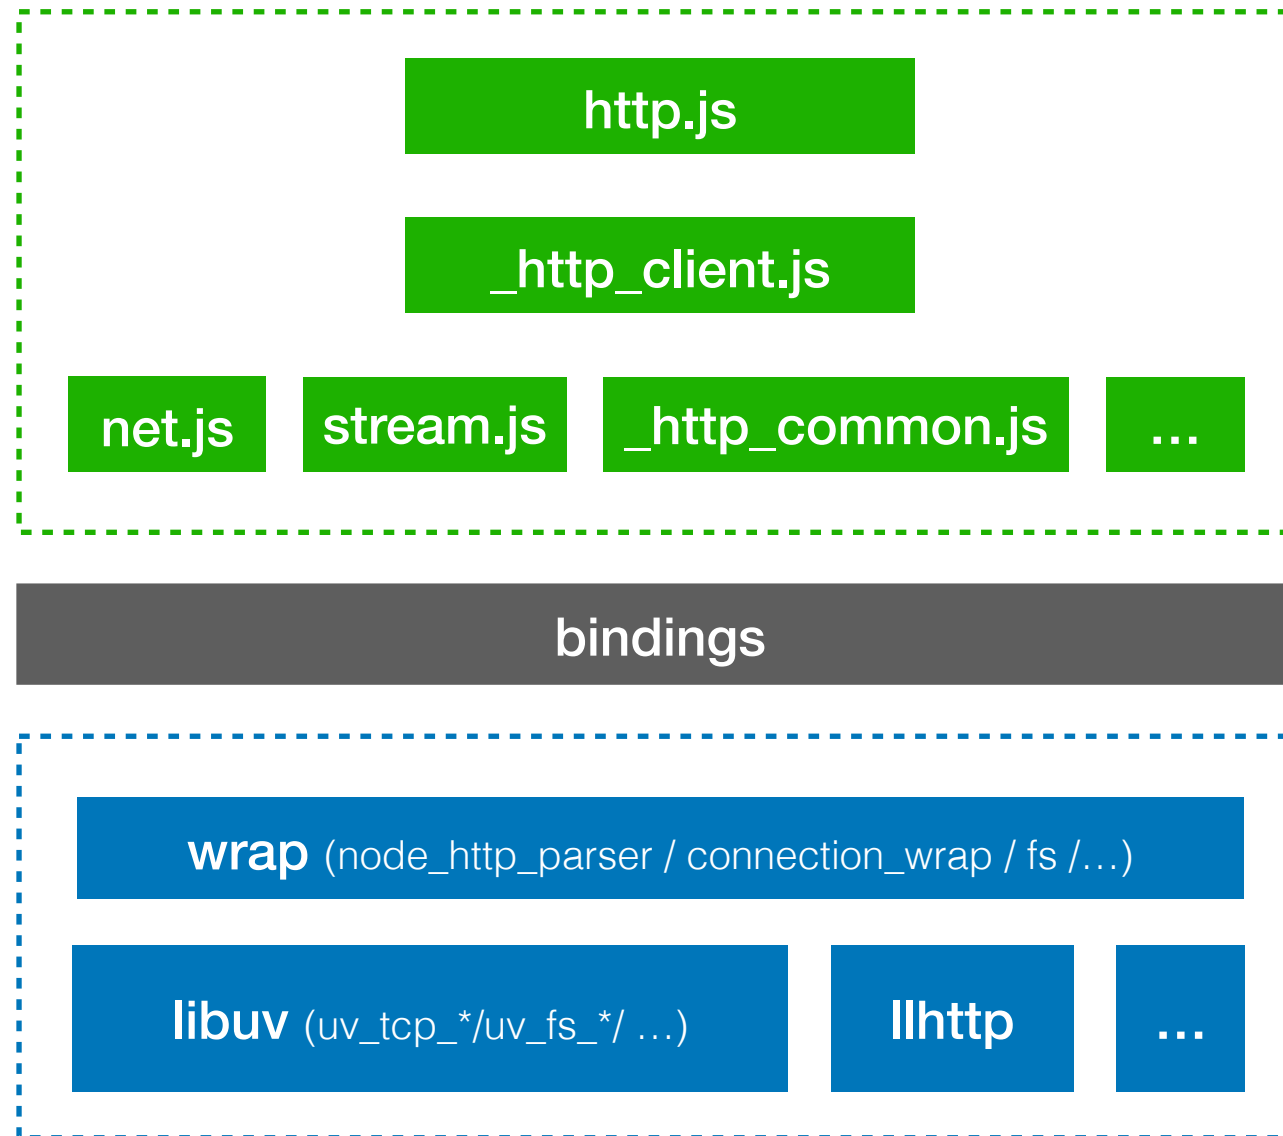 http.js
_http_client.js
net.js stream.js _http_common.js ...
bindings
wrap (node_http_parser / connection_wrap / fs /...)
libuv (uv_tcp_*/uv_fs_*/ ...) llhttp ...